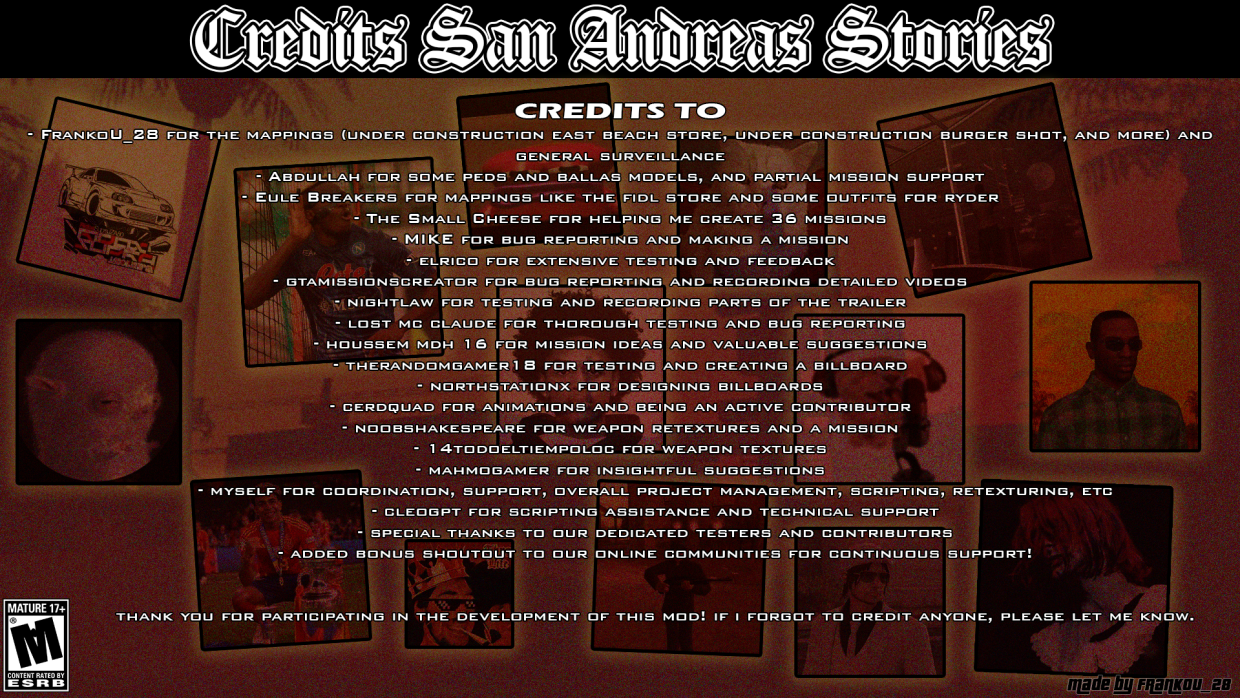 Credits San Andreas Stories
CREDITS TO
- FrankoU_28 for the mappings (under construction east beach store, under construction burger shot, and more) and
general surveillance
- Abdullah for some peds and ballas models, and partial mission support
- Eule Breakers for mappings like the fidl store and some outfits for ryder
- The Small Cheese for helping me create 36 missions
- MIKE for bug reporting and making a mission
- elrico for extensive testing and feedback
- gtamissionscreator for bug reporting and recording detailed videos
- nightlaw for testing and recording parts of the trailer
- lost mc claude for thorough testing and bug reporting
- houssem mdh 16 for mission ideas and valuable suggestions
- therandomgamer18 for testing and creating a billboard
- northstationx for designing billboards
- cerdquad for animations and being an active contributor
- noobshakespeare for weapon retextures and a mission
- 14todoeltiempoloc for weapon textures
- mahmogamer for insightful suggestions
- myself for coordination, support, overall project management, scripting, retexturing, etc
- cleogpt for scripting assistance and technical support
- special thanks to our dedicated testers and contributors
- added bonus shoutout to our online communities for continuous support!
thank you for participating in the development of this mod! if i forgot to credit anyone, please let me know.
MATURE 17+
M
®
CONTENT RATED BY
ESRB
made by frankou_28